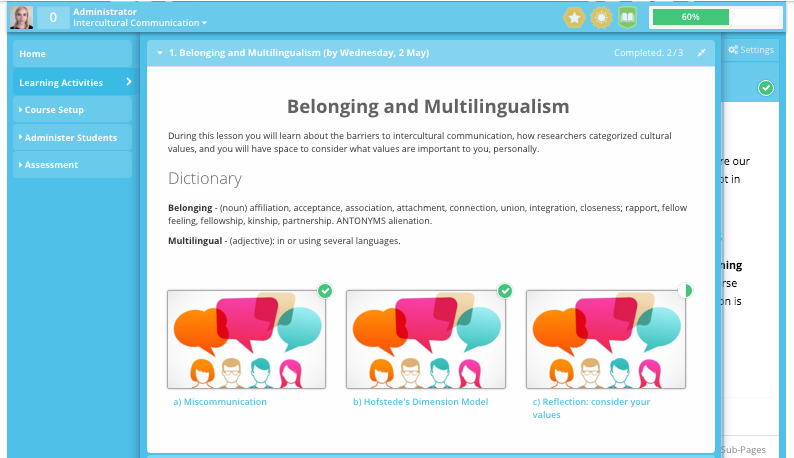 0
Administrator
Intercultural Communication
60%
Home
Learning Activities
Course Setup
Administer Students
Assessment
1. Belonging and Multilingualism (by Wednesday, 2 May)
Completed: 2/3
Settings
Belonging and Multilingualism
During this lesson you will learn about the barriers to intercultural communication, how researchers categorized cultural
values, and you will have space to consider what values are important to you, personally.
Dictionary
Belonging - (noun) affiliation, acceptance, association, attachment, connection, union, integration, closeness; rapport, fellow
feeling, fellowship, kinship, partnership. ANTONYMS alienation.
Multilingual - (adjective): in or using several languages.
a) Miscommunication
b) Hofstede's Dimension Model
c) Reflection: consider your
values
re our
ot in
ning
rse
on is
Sub-Pages